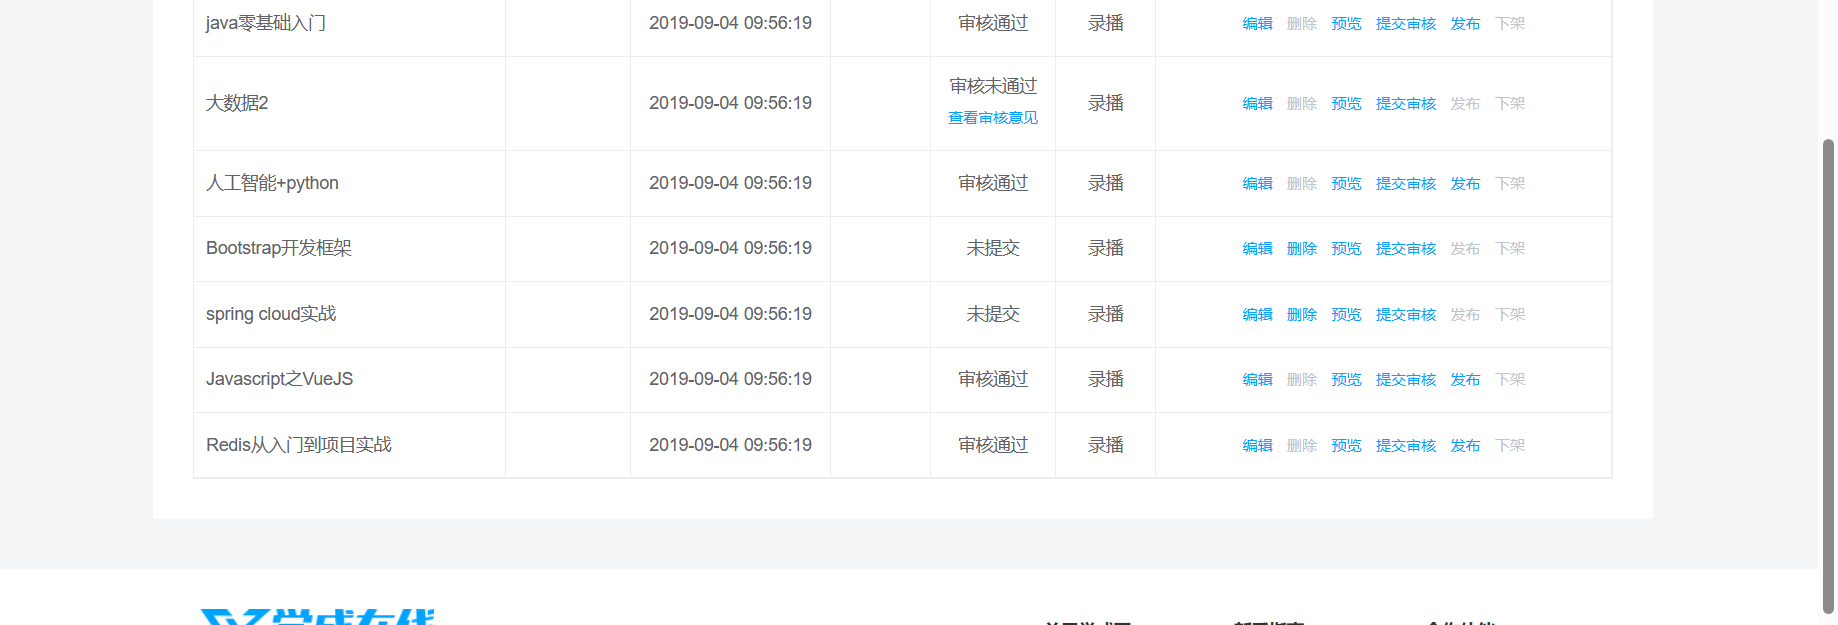 java零基础入门 2019-09-04 09:56:19 审核通过 录播 编辑 删除 预览 提交审核 发布 下架
大数据2 2019-09-04 09:56:19 审核未通过 录播 编辑 删除 预览 提交审核 发布 下架
查看审核意见
人工智能+python 2019-09-04 09:56:19 审核通过 录播 编辑 删除 预览 提交审核 发布 下架
Bootstrap开发框架 2019-09-04 09:56:19 未提交 录播 编辑 删除 预览 提交审核 发布 下架
spring cloud实战 2019-09-04 09:56:19 未提交 录播 编辑 删除 预览 提交审核 发布 下架
Javascript之VueJS 2019-09-04 09:56:19 审核通过 录播 编辑 删除 预览 提交审核 发布 下架
Redis从入门到项目实战 2019-09-04 09:56:19 审核通过 录播 编辑 删除 预览 提交审核 发布 下架
学成在线